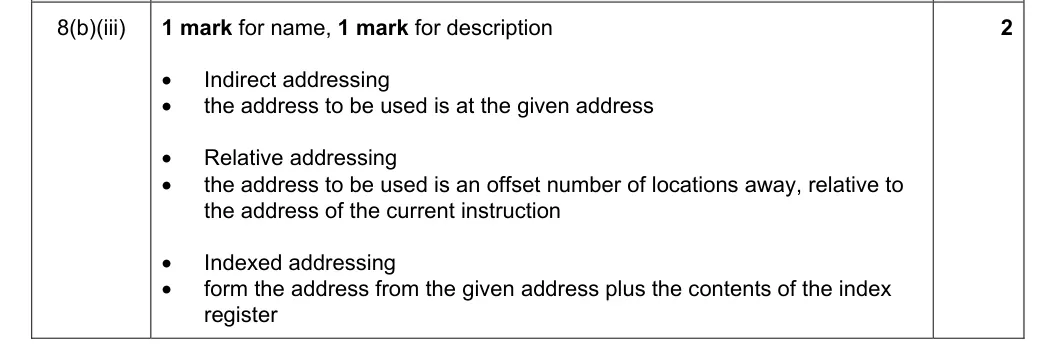 8(b)(iii) 1 mark for name, 1 mark for description 2
• Indirect addressing
• the address to be used is at the given address
• Relative addressing
• the address to be used is an offset number of locations away, relative to
the address of the current instruction
• Indexed addressing
• form the address from the given address plus the contents of the index
register